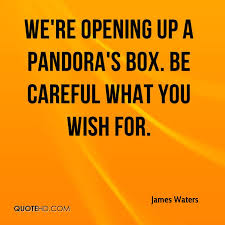 WE'RE OPENING UP A
PANDORA'S BOX. BE
CAREFUL WHAT YOU
WISH FOR.
James Waters
QUOTEHD.COM